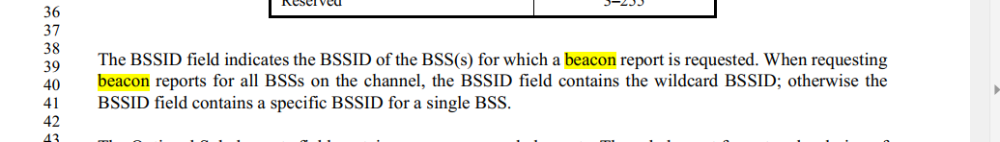 Reserved 3–255
36
37
38
39
40
41
42
43
The BSSID field indicates the BSSID of the BSS(s) for which a beacon report is requested. When requesting
beacon reports for all BSSs on the channel, the BSSID field contains the wildcard BSSID; otherwise the
BSSID field contains a specific BSSID for a single BSS.